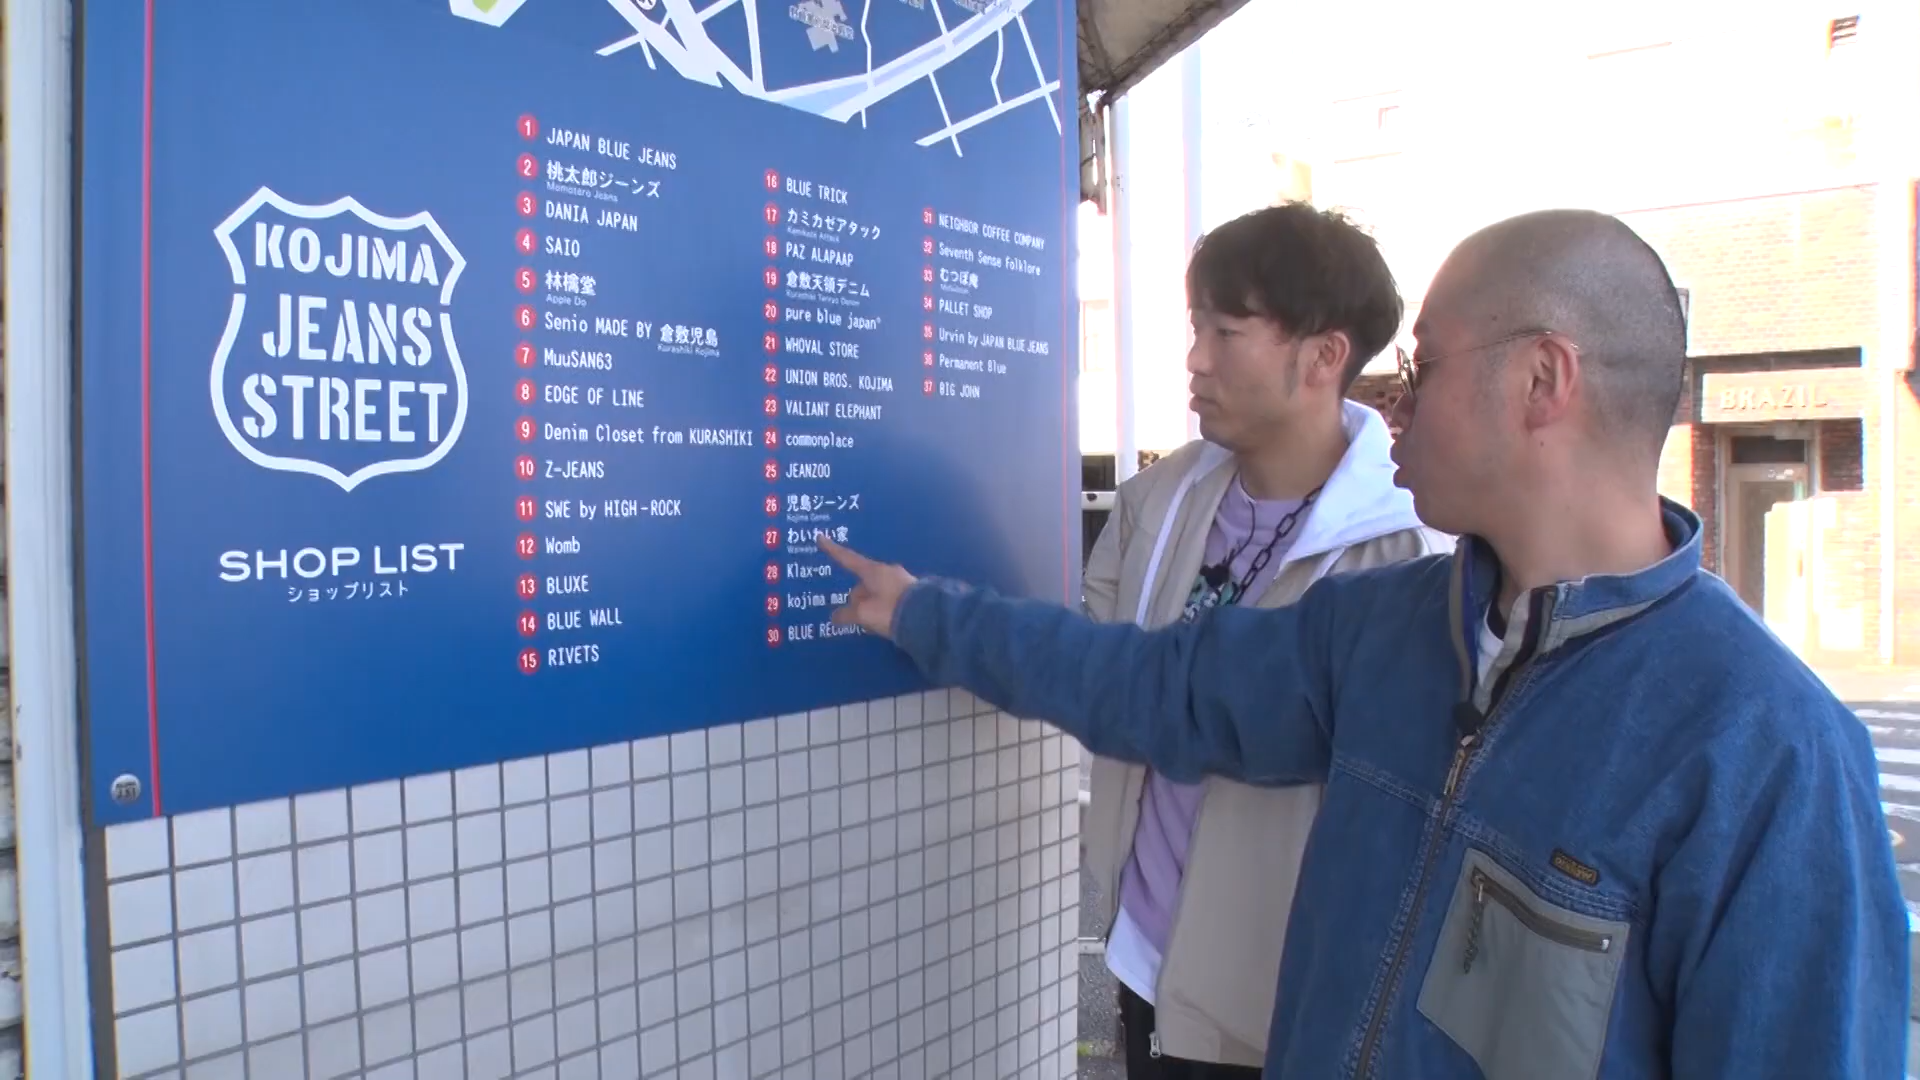 KOJIMA
JEANS
STREET
SHOP LIST
ショップリスト
1 JAPAN BLUE JEANS
2 桃太郎ジーンズ
Momotaro Jeans
3 DANIA JAPAN
4 SAIO
5 林檎堂
Apple Do
6 Senio MADE BY 倉敷児島
Kurashiki Kojima
7 MuuSAN63
8 EDGE OF LINE
9 Denim Closet from KURASHIKI
10 Z-JEANS
11 SWE by HIGH-ROCK
12 Womb
13 BLUXE
14 BLUE WALL
15 RIVETS
16 BLUE TRICK
17 カミカゼアタック
Kamikaze Attack
18 PAZ ALAPAAP
19 倉敷天領デニム
Kurashiki Tenryo Denim
20 pure blue japan
21 WHOVAL STORE
22 UNION BROS. KOJIMA
23 VALIANT ELEPHANT
24 commonplace
25 JEANZOO
26 児島ジーンズ
Kojima Genes
27 わいわい家
Waiwaiya
28 Klax-on
29 kojima mar
30 BLUE RECORD
31 NEIGHBOR COFFEE COMPANY
32 Seventh Sense Folklore
33 むつぼ庵
34 PALLET SHOP
35 Urvin by JAPAN BLUE JEANS
36 Permanent Blue
37 BIG JOHN
BRAZIL